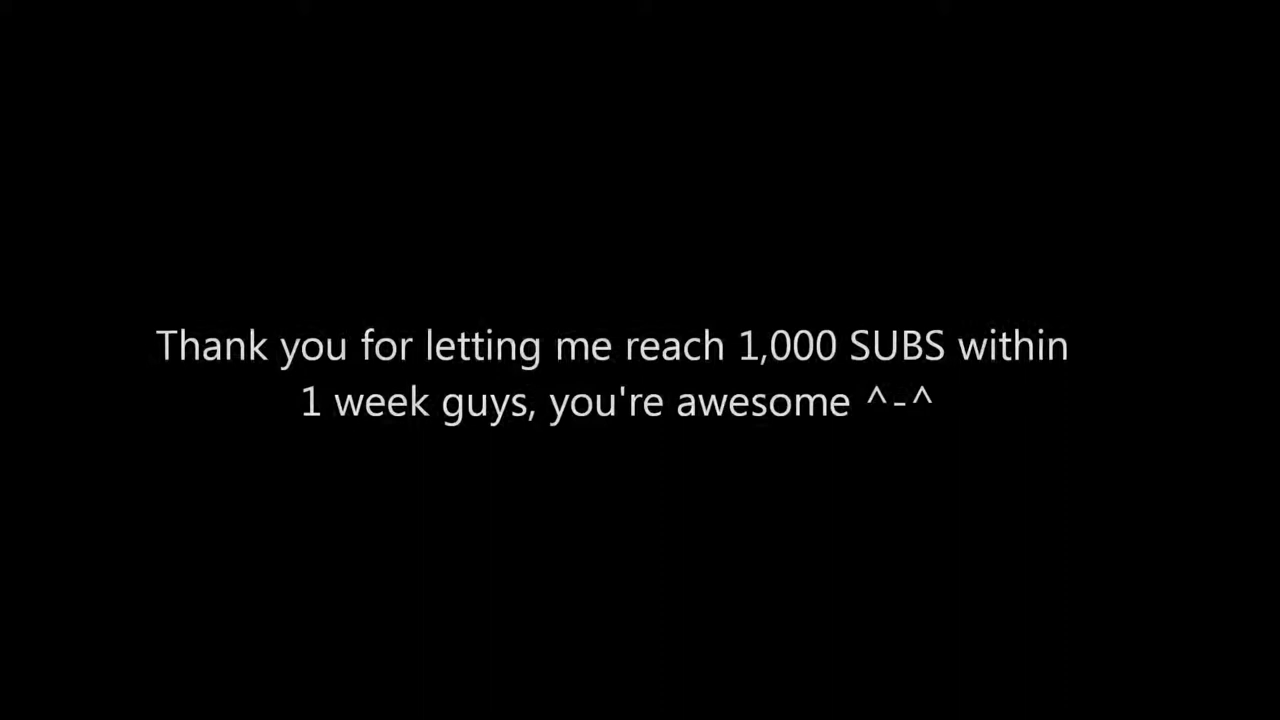 Thank you for letting me reach 1,000 SUBS within
1 week guys, you're awesome ^-^